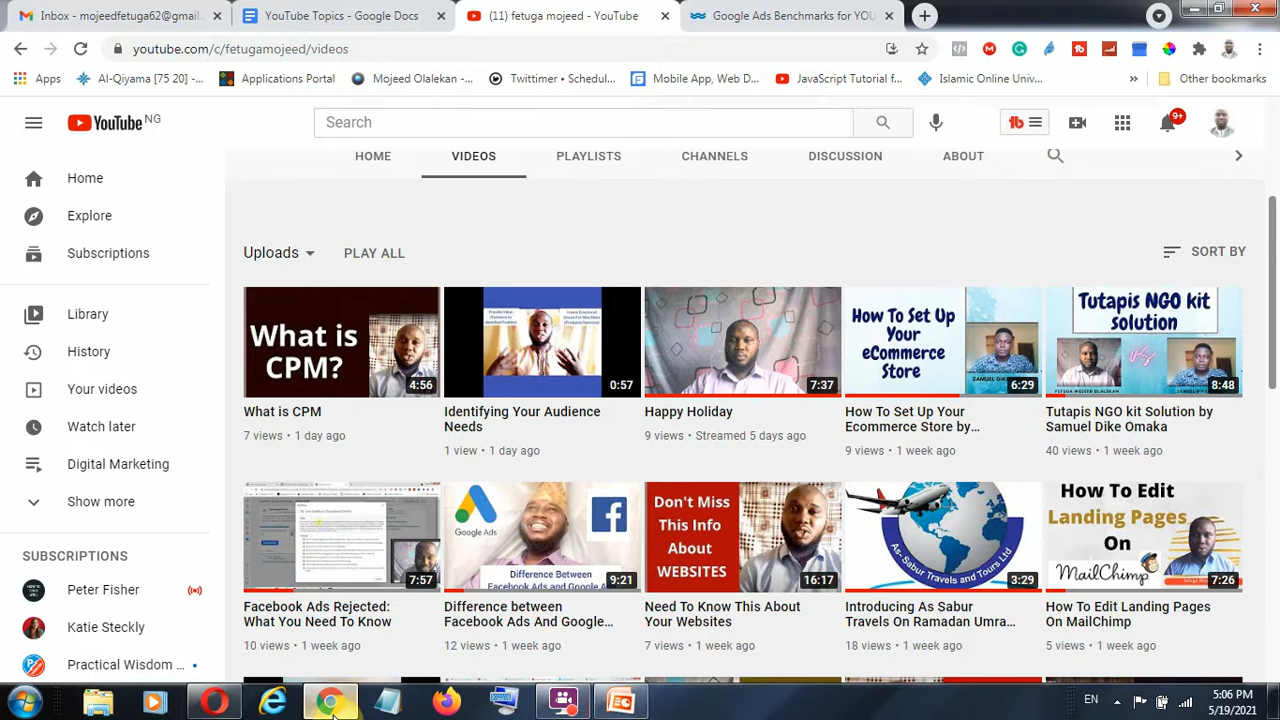 Inbox - mojeedfetuga62@gmail.
YouTube Topics - Google Docs
(11) fetuga mojeed - YouTube
Google Ads Benchmarks for YOU
youtube.com/c/fetugamojeed/videos
Apps
Al-Qiyama [75 20] -...
Applications Portal
Mojeed Olalekan...
Twittimer • Schedul...
Mobile App, Web D...
JavaScript Tutorial f...
Islamic Online Univ...
»
Other bookmarks
YouTube NG
Search
9+
HOME
VIDEOS
PLAYLISTS
CHANNELS
DISCUSSION
ABOUT
Home
Explore
Subscriptions
Library
History
Your videos
Watch later
Digital Marketing
Show more
SUBSCRIPTIONS
Peter Fisher
Katie Steckly
Practical Wisdom ...
Uploads
PLAY ALL
SORT BY
What is
CPM?
4:56
What is CPM
7 views • 1 day ago
0:57
Identifying Your Audience
Needs
1 view • 1 day ago
7:37
Happy Holiday
9 views • Streamed 5 days ago
How To Set Up
Your
eCommerce
Store
6:29
How To Set Up Your
Ecommerce Store by...
9 views • 1 week ago
Tutapis NGO kit
solution
8:48
Tutapis NGO kit Solution by
Samuel Dike Omaka
40 views • 1 week ago
7:57
Facebook Ads Rejected:
What You Need To Know
10 views • 1 week ago
Google Ads
Difference Between
9:21
Difference between
Facebook Ads And Google...
12 views • 1 week ago
Don't Miss
This Info
About
WEBSITES
16:17
Need To Know This About
Your Websites
7 views • 1 week ago
As-Sabur Travels and Tours Ltd
3:29
Introducing As Sabur
Travels On Ramadan Umra...
18 views • 1 week ago
How To Edit
Landing Pages
On
MailChimp
7:26
How To Edit Landing Pages
On MailChimp
5 views • 1 week ago
EN
5:06 PM
5/19/2021